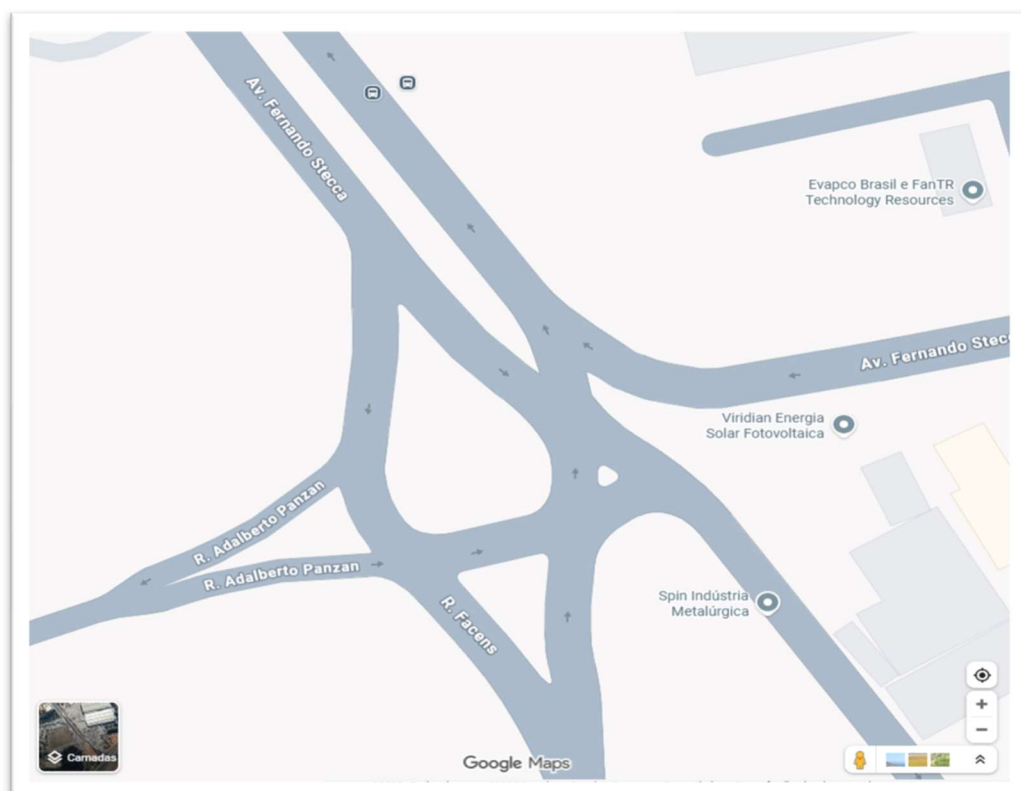 Av. Fernando Stecca
Evapco Brasil e FanTR
Technology Resources
Av. Fernando Stec
Viridian Energia
Solar Fotovoltaica
R. Adalberto Panzan
R. Adalberto Panzan
R. Facens
Spin Indústria
Metalúrgica
Camadas
Google Maps